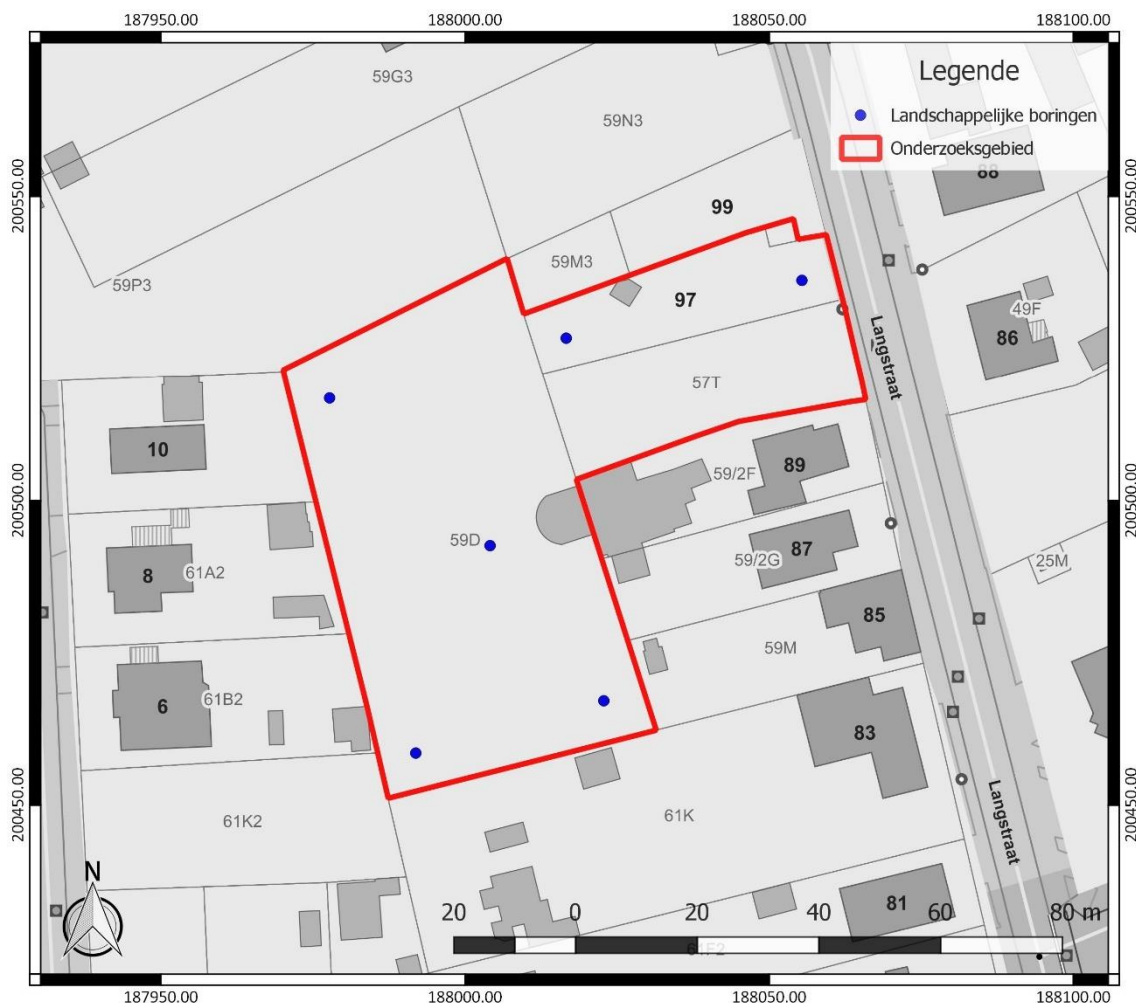 187950.00
188000.00
188050.00
188100.00
Legende
Landschappelijke boringen
Onderzoeksgebied
59G3
59N3
88
200550.00
200550.00
99
59M3
59P3
97
49F
86
Langstraat
57T
10
89
59/2F
200500.00
200500.00
59D
87
59/2G
25M
8
61A2
85
59M
6
61B2
83
61K2
61K
200450.00
200450.00
Langstraat
N
81
20
0
20
40
60
80 m
61F2
187950.00
188000.00
188050.00
188100.00